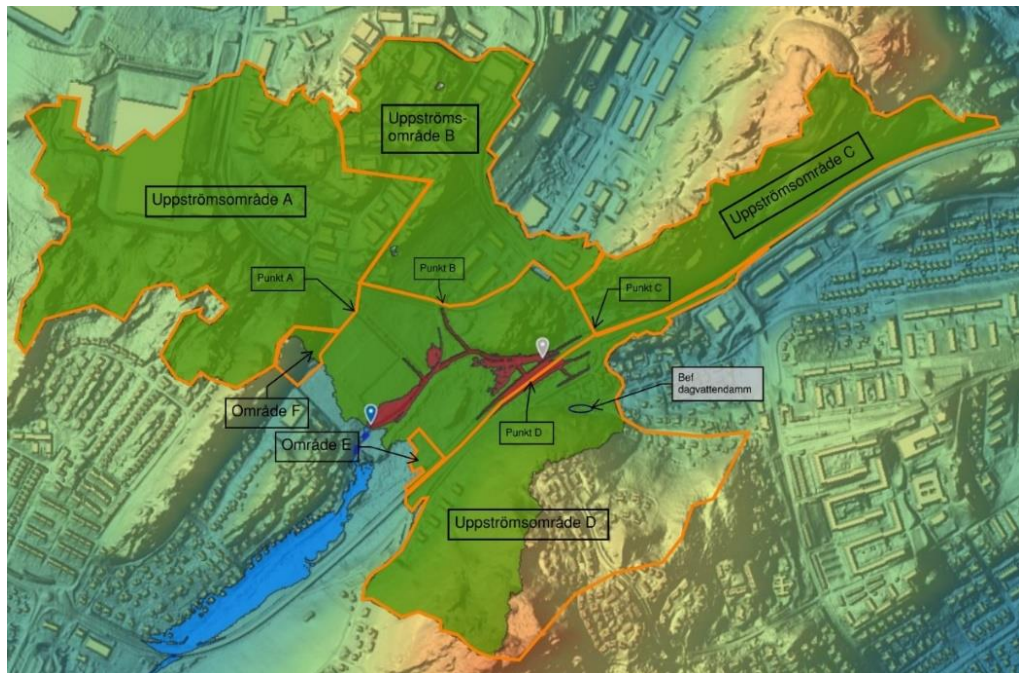 Uppströms-
område B
Uppströmsområde A
Uppströmsområde C
Punkt A
Punkt B
Punkt C
Bef
dagvattendamm
Område F
Område E
Punkt D
Uppströmsområde D